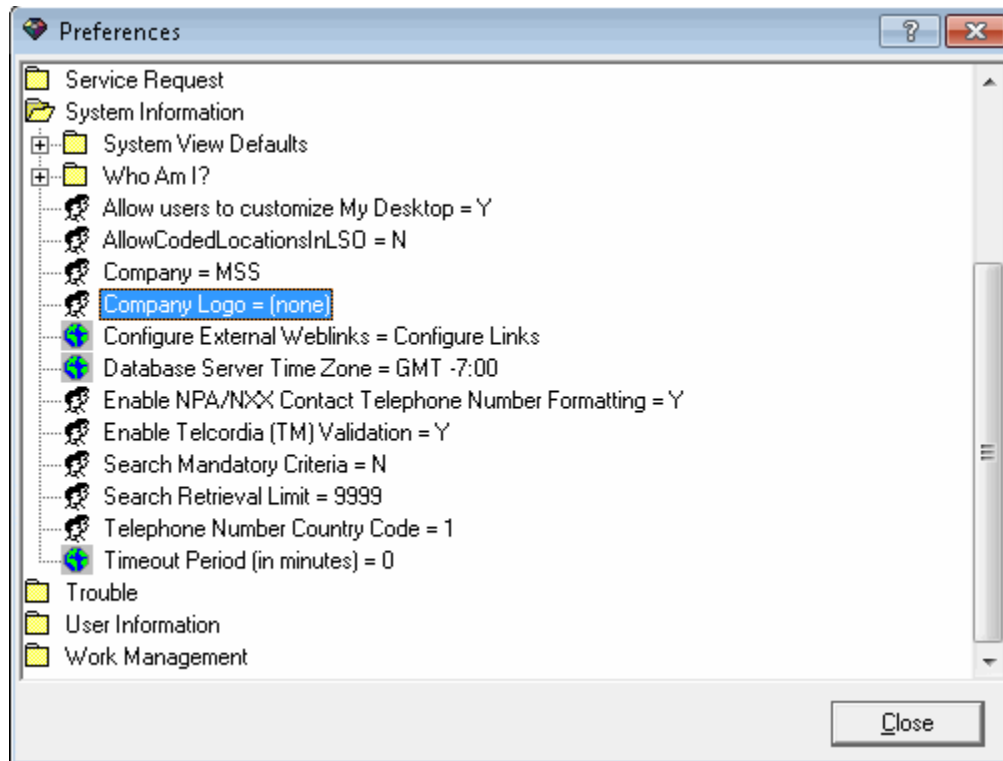 Preferences
Service Request
System Information
System View Defaults
Who Am I?
Allow users to customize My Desktop = Y
AllowCodedLocationsInLSO = N
Company = MSS
Company Logo = (none)
Configure External Weblinks = Configure Links
Database Server Time Zone = GMT -7:00
Enable NPA/NXX Contact Telephone Number Formatting = Y
Enable Telcordia (TM) Validation = Y
Search Mandatory Criteria = N
Search Retrieval Limit = 9999
Telephone Number Country Code = 1
Timeout Period (in minutes) = 0
Trouble
User Information
Work Management
Close